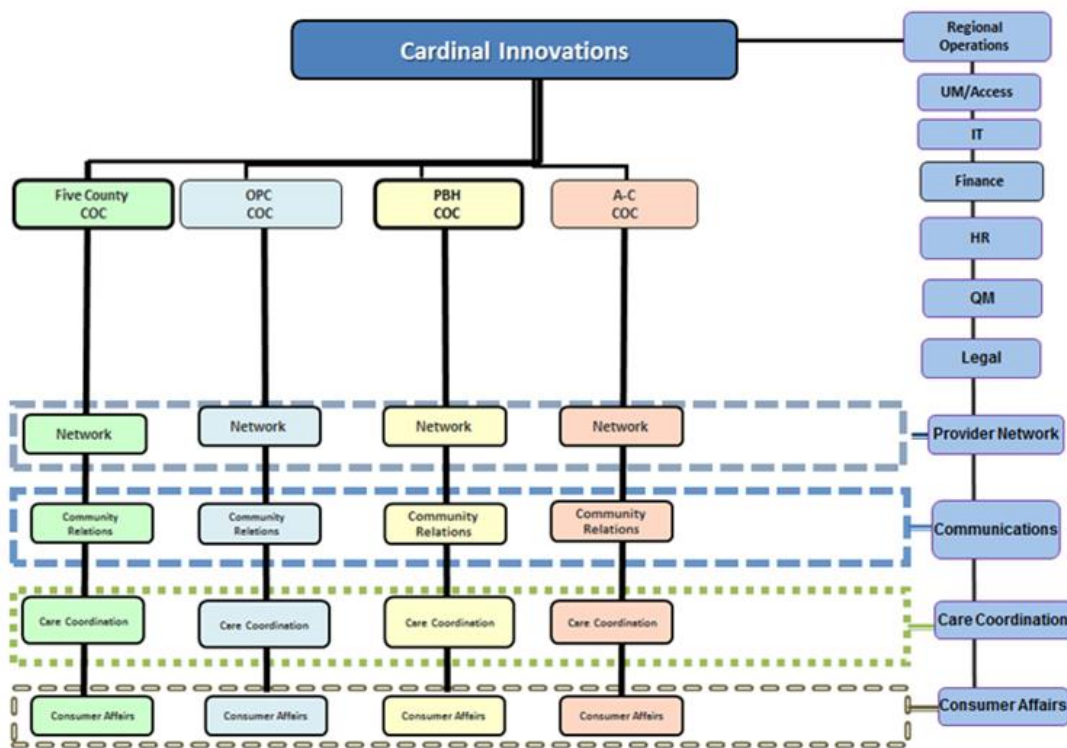 Cardinal Innovations
Regional
Operations
UM/Access
IT
Finance
HR
QM
Legal
Five County
COC
OPC
COC
PBH
COC
A-C
COC
Network
Network
Network
Network
Provider Network
Community
Relations
Community
Relations
Community
Relations
Community
Relations
Communications
Care Coordination
Care Coordination
Care Coordination
Care Coordination
Care Coordination
Consumer Affairs
Consumer Affairs
Consumer Affairs
Consumer Affairs
Consumer Affairs